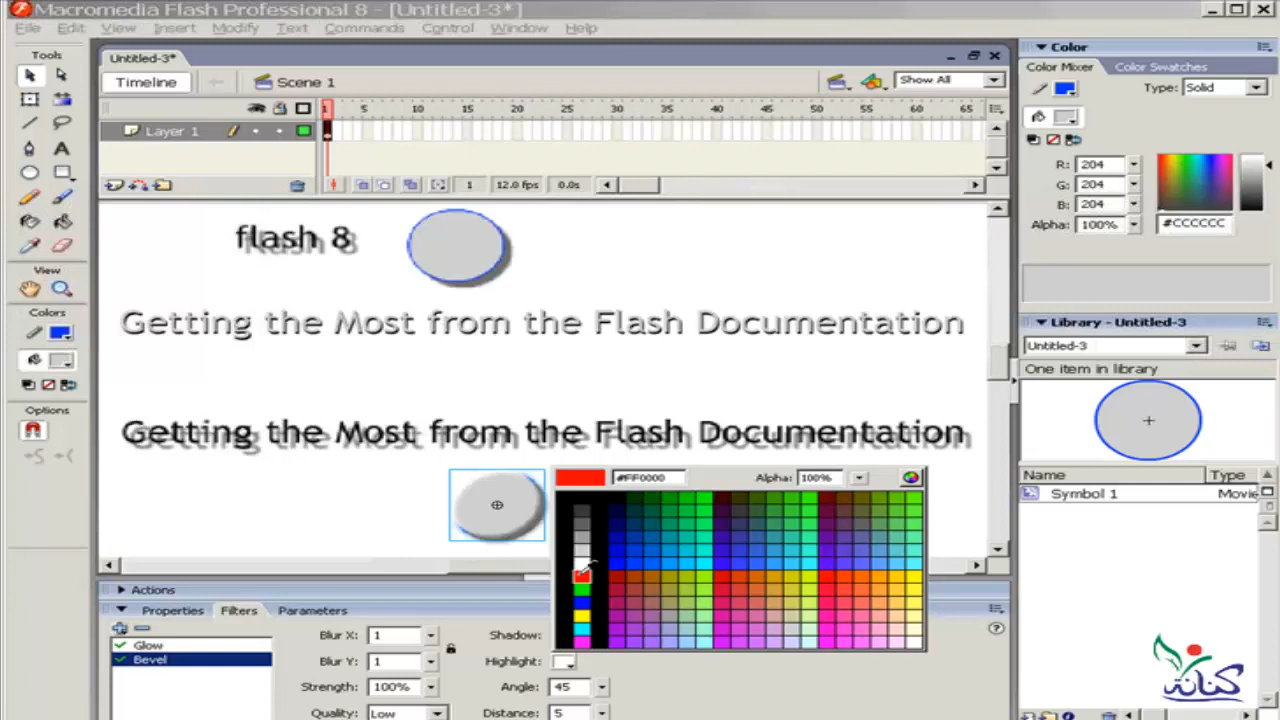 Macromedia Flash Professional 8 - [Untitled-3*]
File Edit View Insert Modify Text Commands Control Window Help
Tools
View
Colors
Options
Untitled-3*
Timeline
Scene 1
Show All
1 5 10 15 20 25 30 35 40 45 50 55 60 65
Layer 1
1 12.0 fps 0.0s
flash 8
Getting the Most from the Flash Documentation
Getting the Most from the Flash Documentation
#FF0000 Alpha: 100%
Actions
Properties Filters Parameters
Glow
Bevel
Blur X: 1
Blur Y: 1
Strength: 100%
Quality: Low
Shadow:
Highlight:
Angle: 45
Distance: 5
Color
Color Mixer Color Swatches
Type: Solid
R: 204
G: 204
B: 204
Alpha: 100%
#CCCCCC
Library - Untitled-3
Untitled-3
One item in library
Name Type
Symbol 1 Movie
كنانة